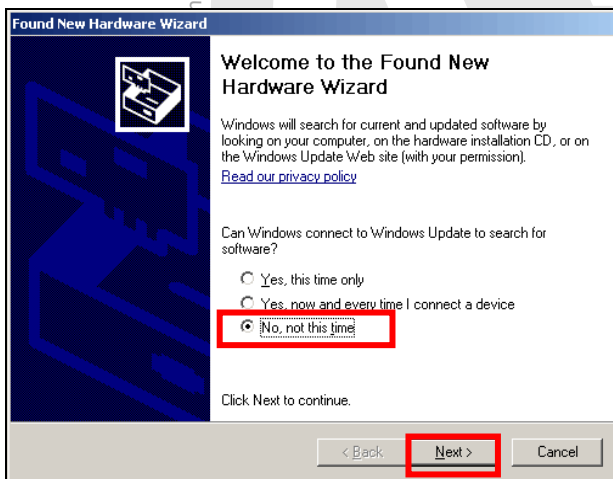 Found New Hardware Wizard
Welcome to the Found New
Hardware Wizard
Windows will search for current and updated software by
looking on your computer, on the hardware installation CD, or on
the Windows Update Web site (with your permission).
Read our privacy policy
Can Windows connect to Windows Update to search for
software?
Yes, this time only
Yes, now and every time I connect a device
No, not this time
Click Next to continue.
< Back
Next >
Cancel